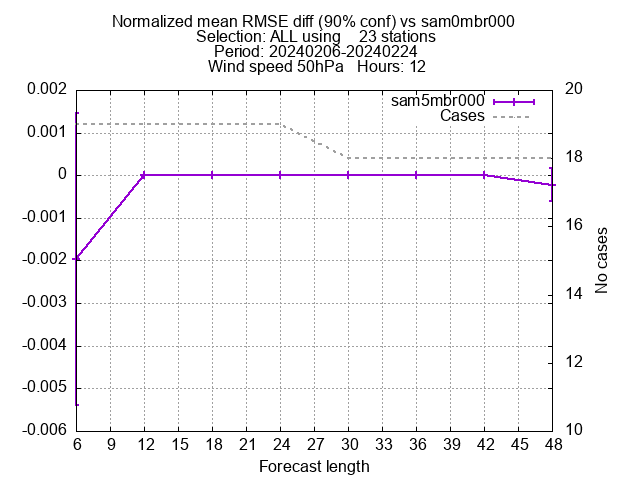 Normalized mean RMSE diff (90% conf) vs sam0mbr000
Selection: ALL using 23 stations
Period: 20240206-20240224
Wind speed 50hPa Hours: 12
sam5mbr000
Cases
0.002
0.001
0
-0.001
-0.002
-0.003
-0.004
-0.005
-0.006
20
18
16
14
12
10
No cases
6 9 12 15 18 21 24 27 30 33 36 39 42 45 48
Forecast length